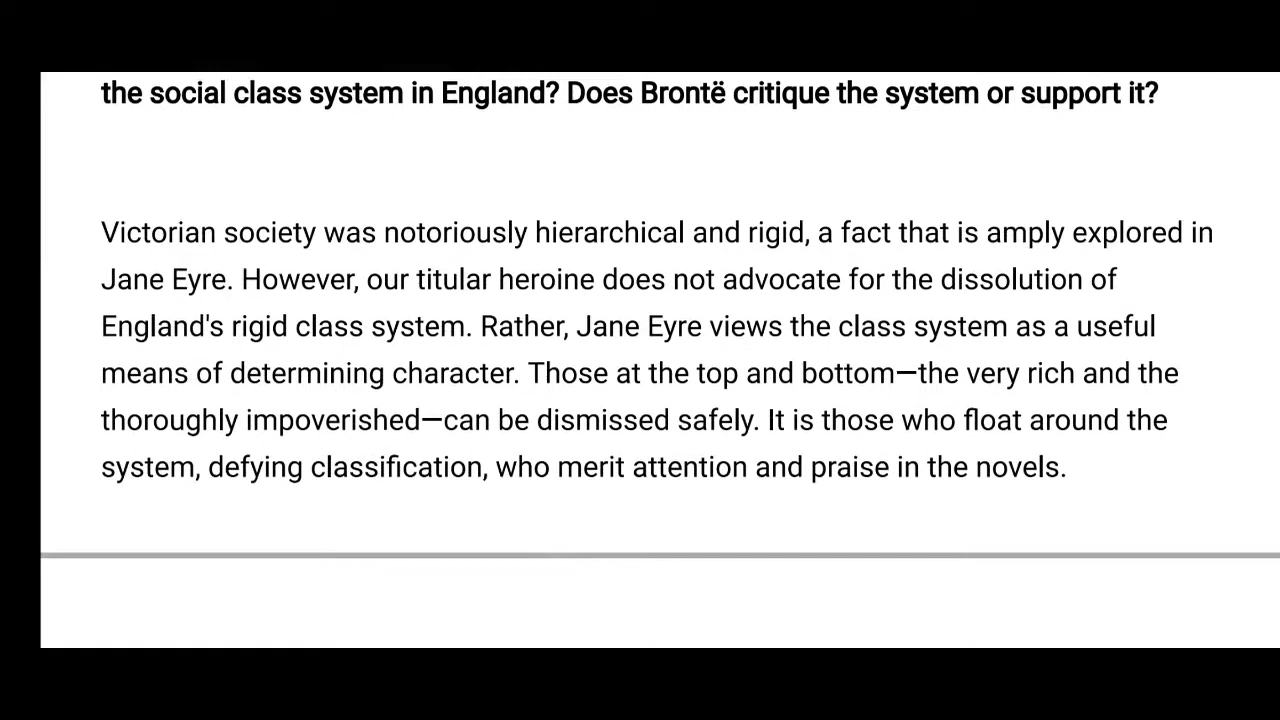 the social class system in England? Does Brontë critique the system or support it?
Victorian society was notoriously hierarchical and rigid, a fact that is amply explored in
Jane Eyre. However, our titular heroine does not advocate for the dissolution of
England's rigid class system. Rather, Jane Eyre views the class system as a useful
means of determining character. Those at the top and bottom—the very rich and the
thoroughly impoverished—can be dismissed safely. It is those who float around the
system, defying classification, who merit attention and praise in the novels.